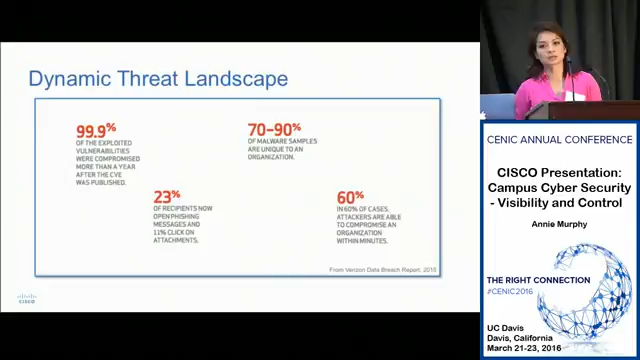 Dynamic Threat Landscape
99.9%
OF THE EXPLOITED
VULNERABILITIES
WERE COMPROMISED
MORE THAN A YEAR
AFTER THE CVE
WAS PUBLISHED.
70–90%
OF MALWARE SAMPLES
ARE UNIQUE TO AN
ORGANIZATION.
23%
OF RECIPIENTS NOW
OPEN PHISHING
MESSAGES AND
11% CLICK ON
ATTACHMENTS.
60%
IN 60% OF CASES,
ATTACKERS ARE ABLE
TO COMPROMISE AN
ORGANIZATION
WITHIN MINUTES.
From Verizon Data Breach Report, 2015
CISCO
CENIC ANNUAL CONFERENCE
CISCO Presentation:
Campus Cyber Security
- Visibility and Control
Annie Murphy
THE RIGHT CONNECTION
#CENIC2016
UC Davis
Davis, California
March 21-23, 2016